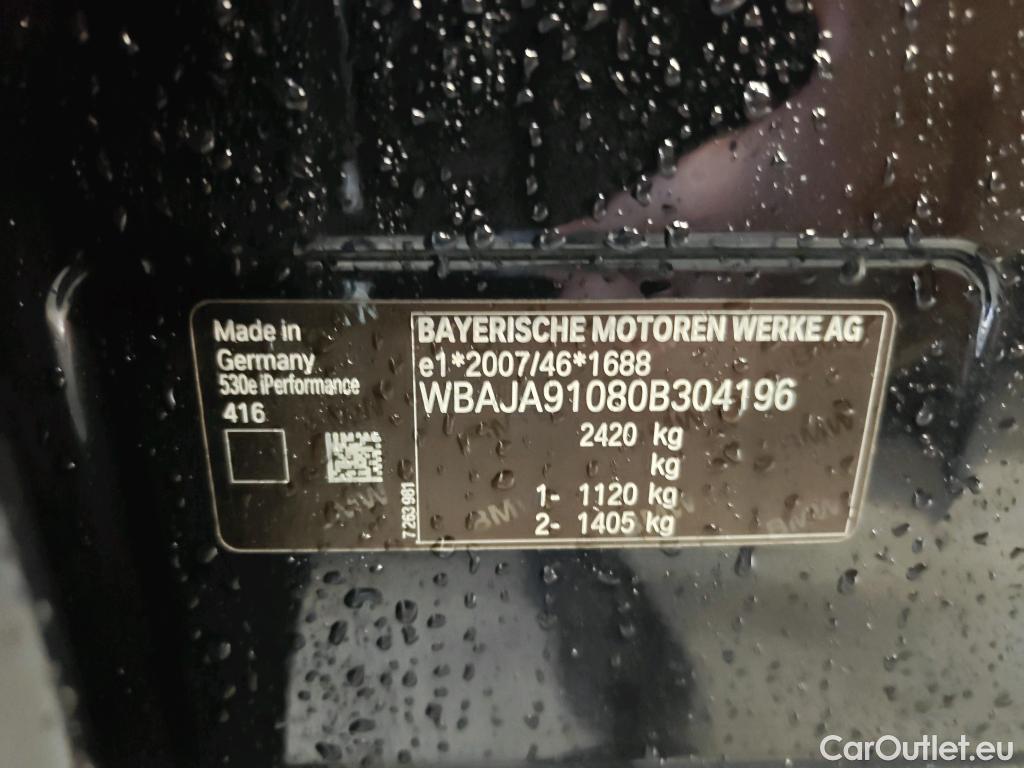 Made in
Germany
530e iPerformance
416
7 263 981
BAYERISCHE MOTOREN WERKE AG
e1*2007/46*1688
WBAJA91080B304196
2420 kg
kg
1- 1120 kg
2- 1405 kg
CarOutlet.eu